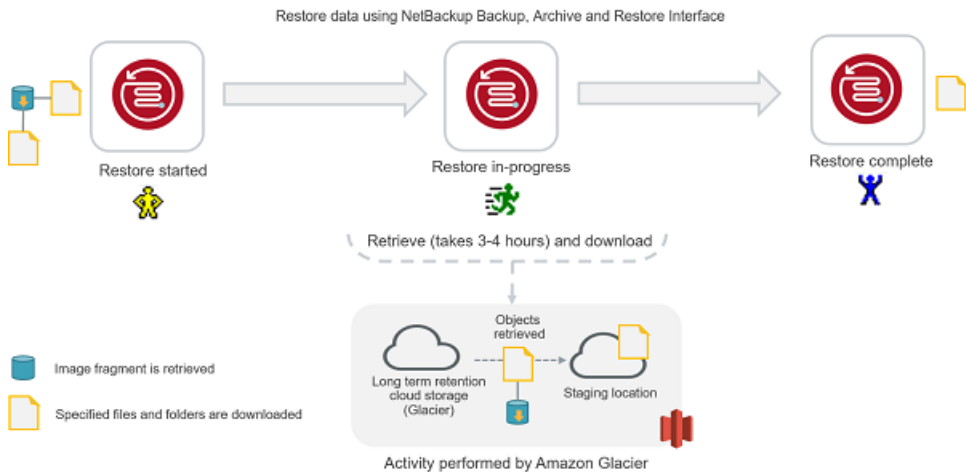 Restore data using NetBackup Backup, Archive and Restore Interface
Restore started
Restore in-progress
Restore complete
Retrieve (takes 3-4 hours) and download
Objects
retrieved
Long term retention
cloud storage
(Glacier)
Staging location
Image fragment is retrieved
Specified files and folders are downloaded
Activity performed by Amazon Glacier